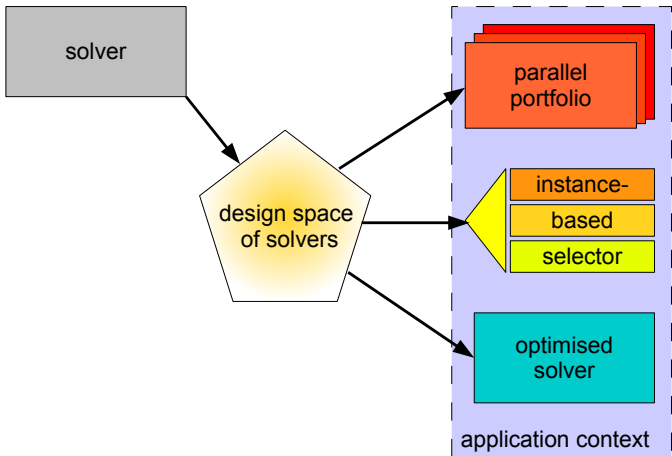 solver
design space
of solvers
parallel
portfolio
instance-
based
selector
optimised
solver
application context